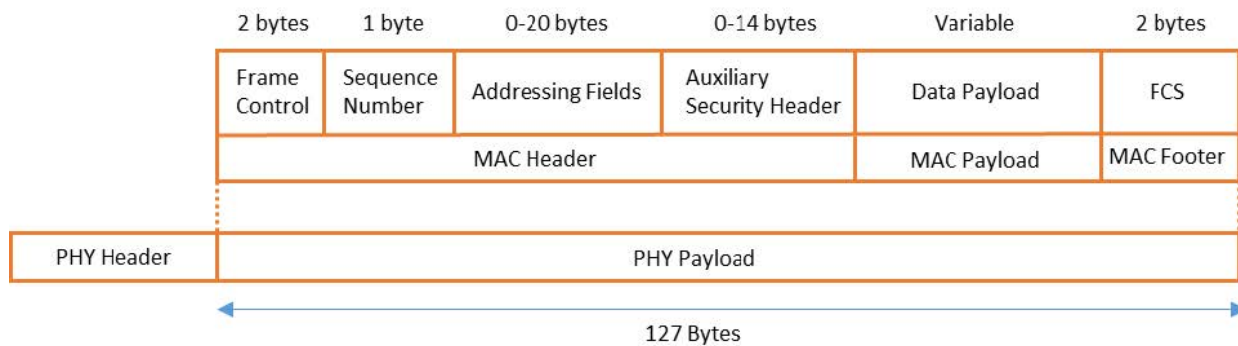 2 bytes 1 byte 0-20 bytes 0-14 bytes Variable 2 bytes
Frame Control
Sequence Number
Addressing Fields
Auxiliary Security Header
Data Payload
FCS
MAC Header MAC Payload MAC Footer
PHY Header PHY Payload
127 Bytes